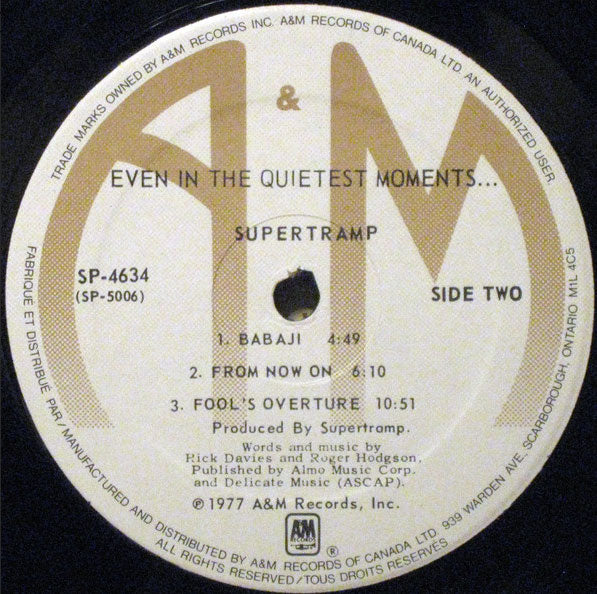 TRADE MARKS OWNED BY A&M RECORDS INC. A&M RECORDS OF CANADA LTD. AN AUTHORIZED USER.
A & M
EVEN IN THE QUIETEST MOMENTS...
SUPERTRAMP
SP-4634
(SP-5006)
SIDE TWO
1. BABAJI 4:49
2. FROM NOW ON 6:10
3. FOOL'S OVERTURE 10:51
Produced By Supertramp.
Words and music by
Rick Davies and Roger Hodgson,
Published by Almo Music Corp.
and Delicate Music (ASCAP).
℗ 1977 A&M Records, Inc.
A&M
RECORDS
®
FABRIQUE ET DISTRIBUÉ PAR / MANUFACTURED AND DISTRIBUTED BY A&M RECORDS OF CANADA LTD 939 WARDEN AVE, SCARBOROUGH, ONTARIO M1L 4C5
ALL RIGHTS RESERVED / TOUS DROITS RESERVÉS